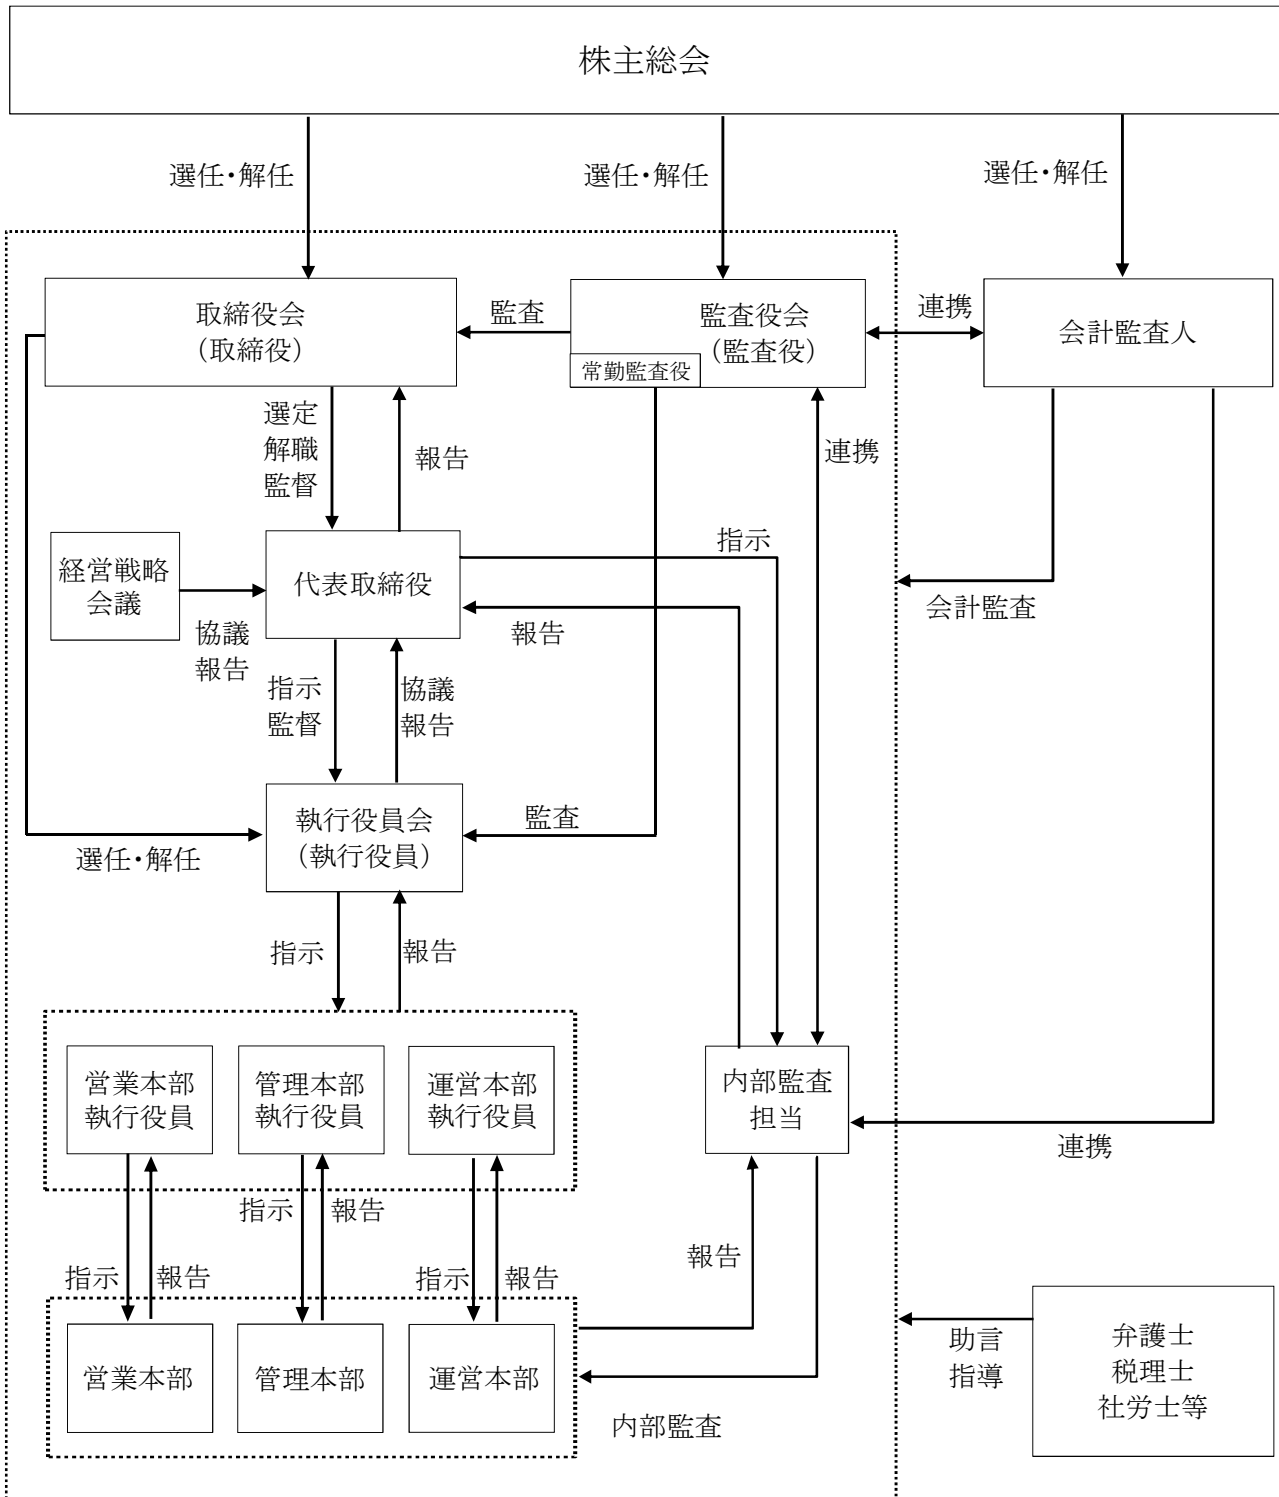 株主総会
選任・解任
選任・解任
選任・解任
取締役会
（取締役）
監査
監査役会
（監査役）
常勤監査役
連携
会計監査人
選定
解職
監督
報告
連携
経営戦略
会議
代表取締役
指示
協議
報告
報告
会計監査
指示
監督
協議
報告
執行役員会
（執行役員）
監査
選任・解任
指示
報告
営業本部
執行役員
管理本部
執行役員
運営本部
執行役員
内部監査
担当
連携
指示
報告
指示
報告
指示
報告
報告
営業本部
管理本部
運営本部
内部監査
助言
指導
弁護士
税理士
社労士等